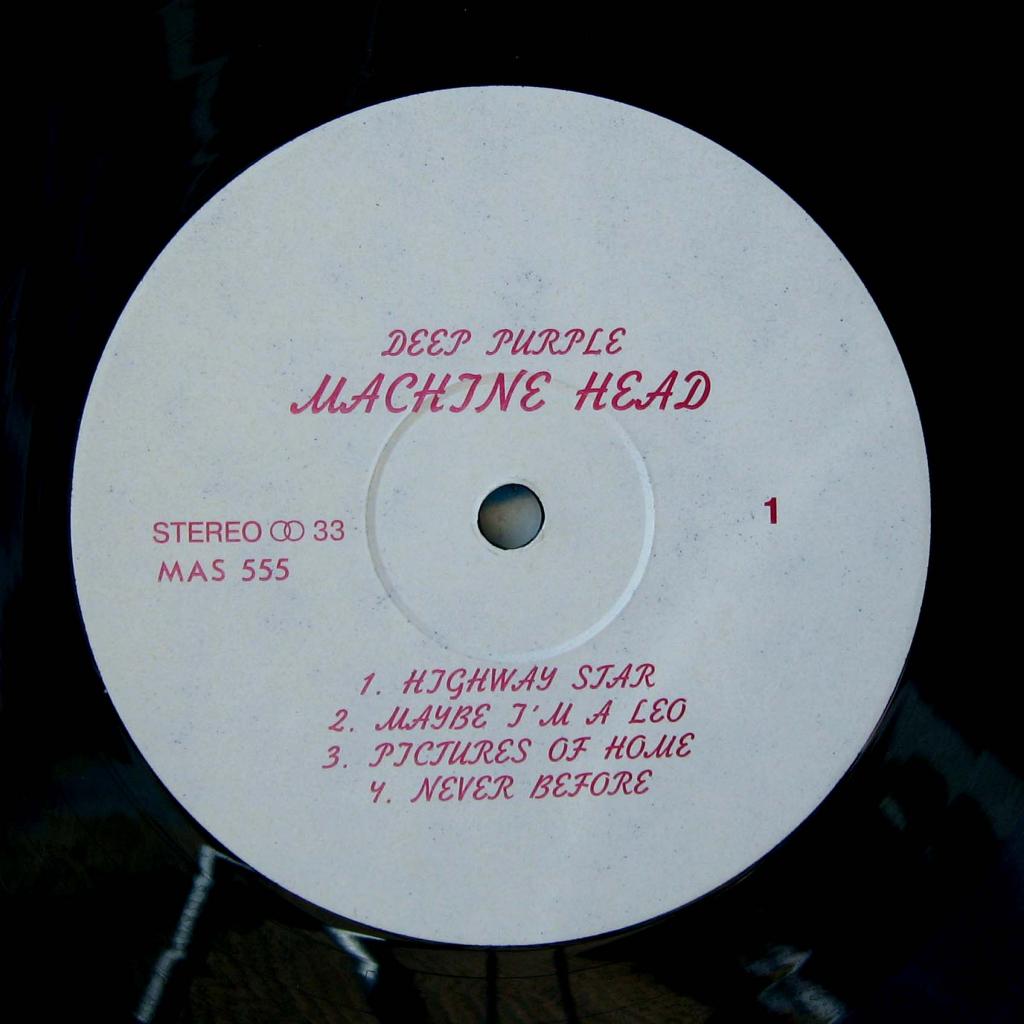 DEEP PURPLE
MACHINE HEAD
STEREO 33
MAS 555
1
1. HIGHWAY STAR
2. MAYBE I'M A LEO
3. PICTURES OF HOME
4. NEVER BEFORE